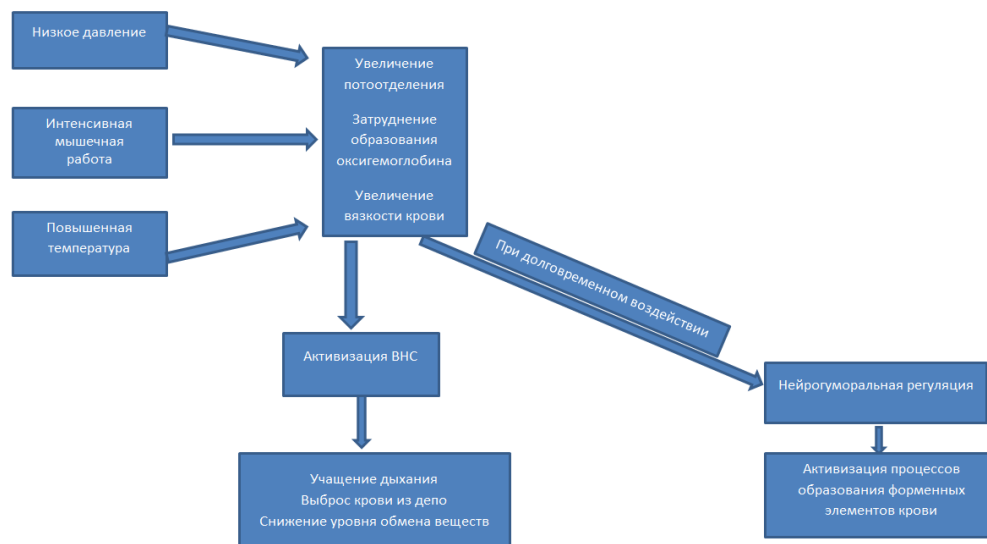 Низкое давление
Интенсивная
мышечная
работа
Повышенная
температура
Увеличение
потоотделения
Затруднение
образования
оксигемоглобина
Увеличение
вязкости крови
При долговременном воздействии
Активизация ВНС
Учащение дыхания
Выброс крови из депо
Снижение уровня обмена веществ
Нейрогуморальная регуляция
Активизация процессов
образования форменных
элементов крови